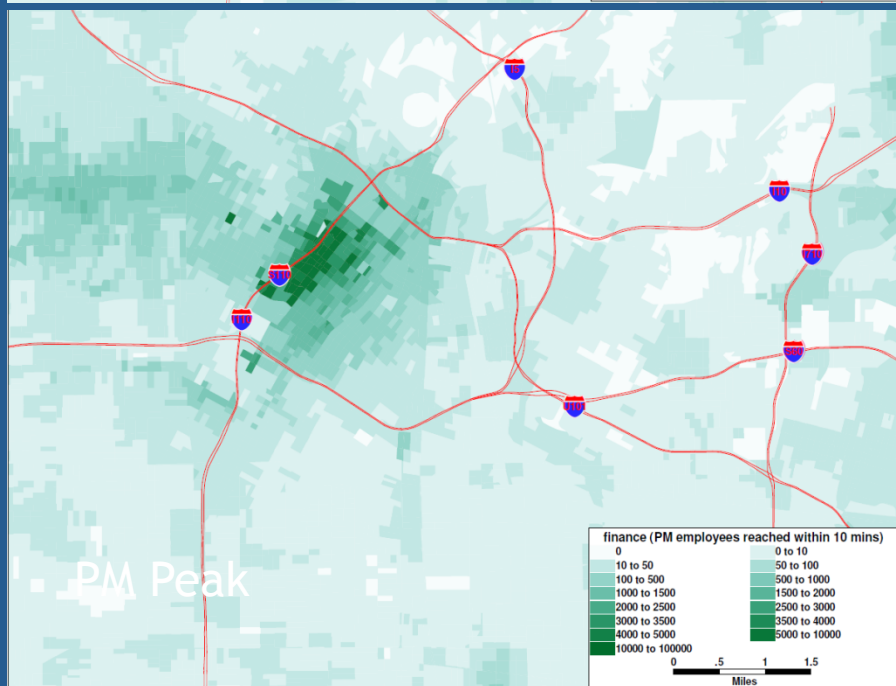 PM Peak
finance (PM employees reached within 10 mins)
0 0 to 10
10 to 50 50 to 100
100 to 500 500 to 1000
1000 to 1500 1500 to 2000
2000 to 2500 2500 to 3000
3000 to 3500 3500 to 4000
4000 to 5000 5000 to 10000
10000 to 100000
0 .5 1 1.5
Miles